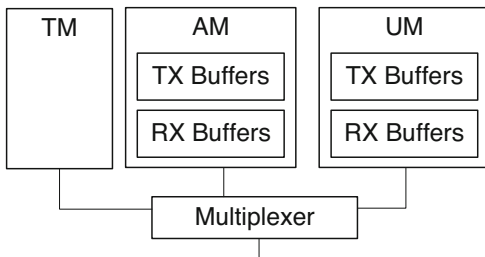 TM
AM
UM
TX Buffers
TX Buffers
RX Buffers
RX Buffers
Multiplexer